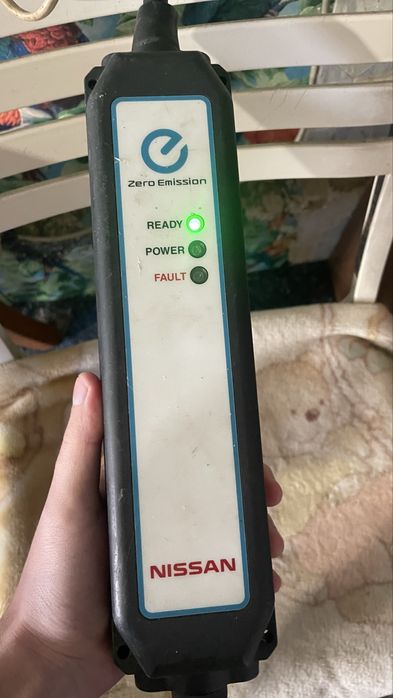 Zero Emission
READY
POWER
FAULT
NISSAN